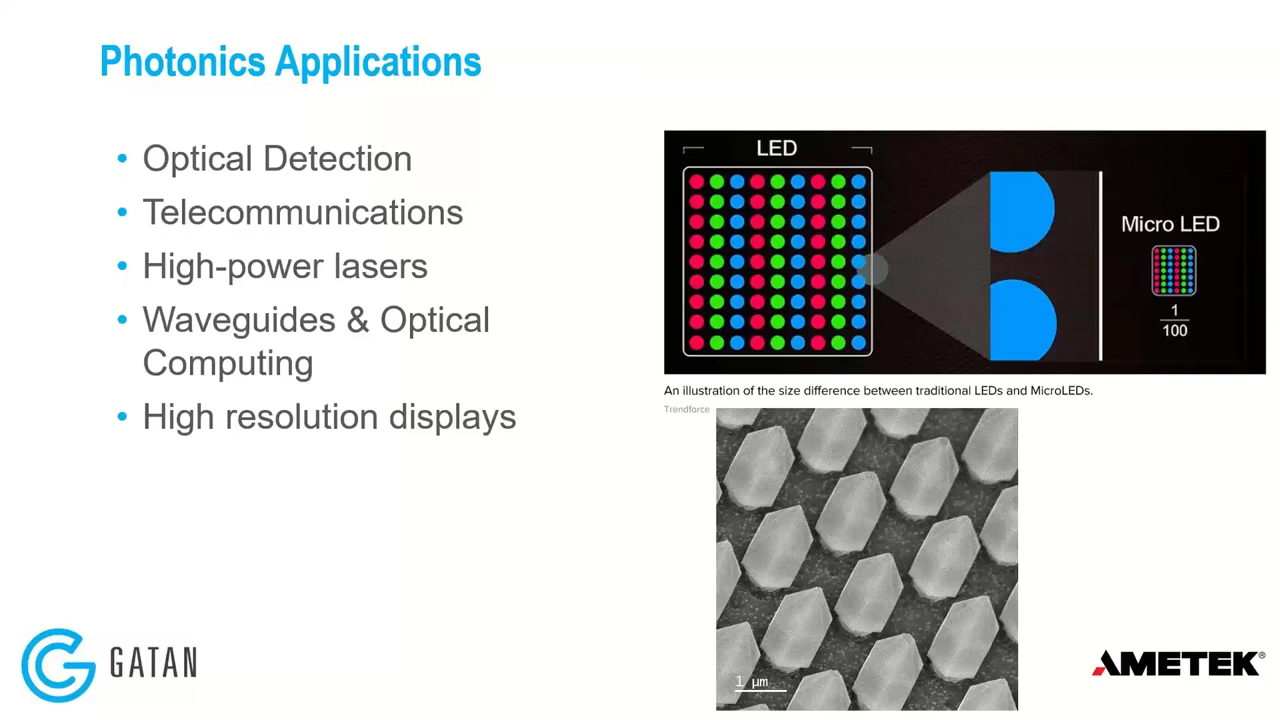 Photonics Applications
• Optical Detection
• Telecommunications
• High-power lasers
• Waveguides & Optical
Computing
• High resolution displays
LED
Micro LED
1
100
An illustration of the size difference between traditional LEDs and MicroLEDs.
Trendforce
1 µm
GATAN
AMETEK®